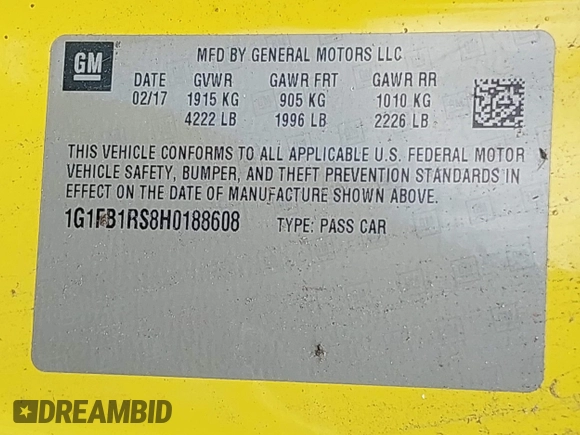 GM
MFD BY GENERAL MOTORS LLC
DATE GVWR GAWR FRT GAWR RR
02/17 1915 KG 905 KG 1010 KG
4222 LB 1996 LB 2226 LB
THIS VEHICLE CONFORMS TO ALL APPLICABLE U.S. FEDERAL MOTOR
VEHICLE SAFETY, BUMPER, AND THEFT PREVENTION STANDARDS IN
EFFECT ON THE DATE OF MANUFACTURE SHOWN ABOVE.
1G1FB1RS8H0188608 TYPE: PASS CAR
DREAMBID